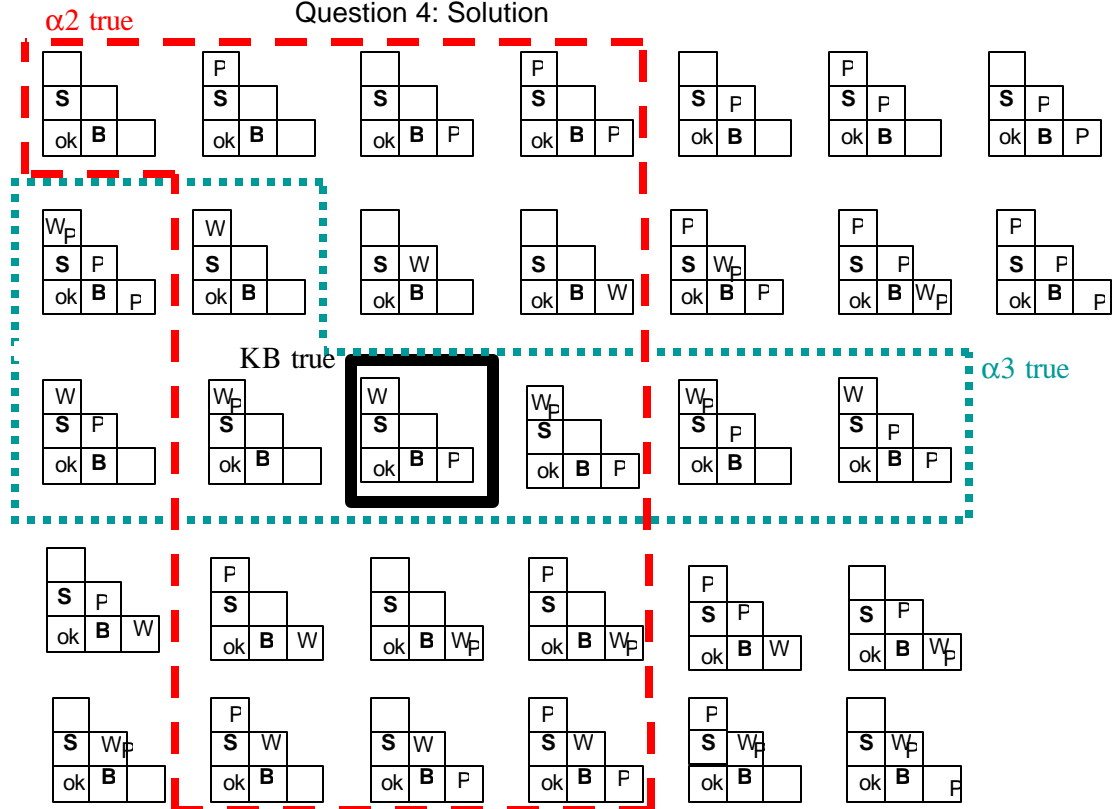 Question 4: Solution
α2 true
P P P
S S S S S P S P S P
ok B ok B ok B P ok B P ok B ok B ok B P
W P W P P P
S P S S W S S W P S P S P
ok B P ok B ok B ok B W ok B P ok B W P ok B P
KB true
α3 true
W W P W W P W P W
S P S S S S P S P
ok B ok B ok B P ok B P ok B ok B P
P P P
S P S S S S P S P
ok B W ok B W ok B W P ok B W P ok B W ok B W P
P P P
S W P S W S W S W S W P S W P
ok B ok B ok B P ok B P ok B ok B P